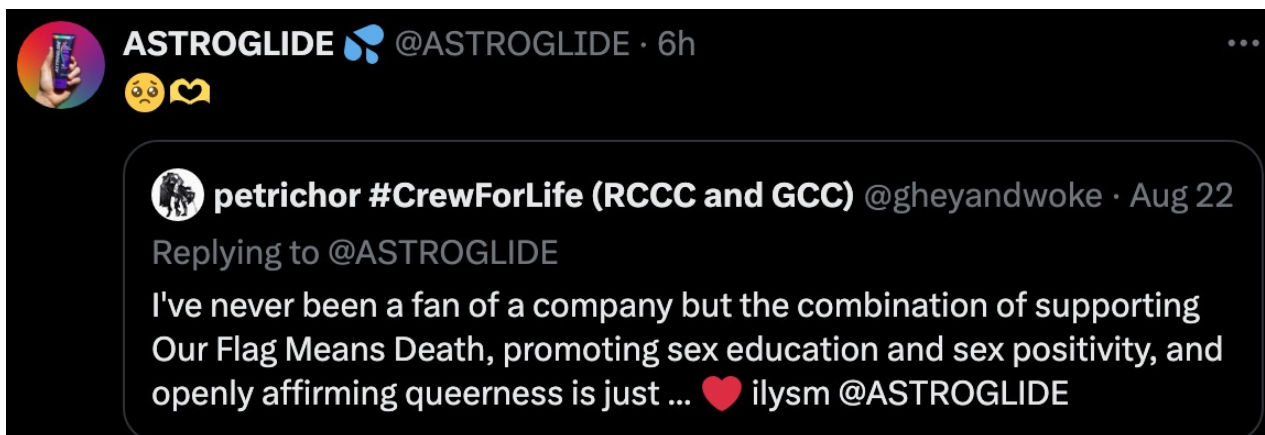 ASTROGLIDE 💦 @ASTROGLIDE · 6h
🥺🫶
petrichor #CrewForLife (RCCC and GCC) @gheyandwoke · Aug 22
Replying to @ASTROGLIDE
I've never been a fan of a company but the combination of supporting
Our Flag Means Death, promoting sex education and sex positivity, and
openly affirming queerness is just ... ❤️ ilysm @ASTROGLIDE